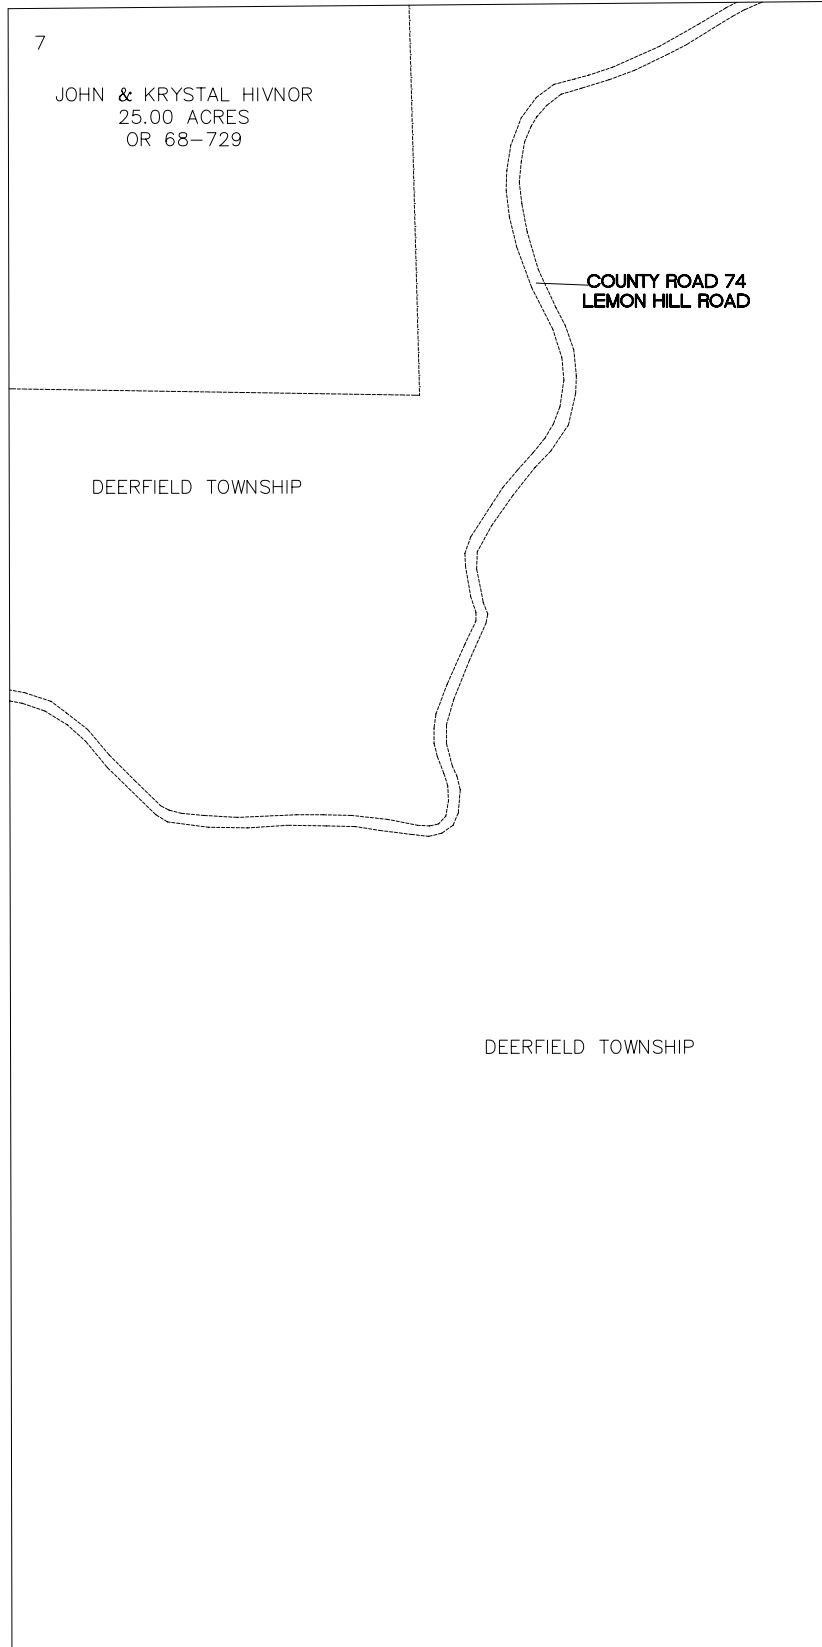 7
JOHN & KRYSTAL HIVNOR
25.00 ACRES
OR 68-729
COUNTY ROAD 74
LEMON HILL ROAD
DEERFIELD TOWNSHIP
DEERFIELD TOWNSHIP